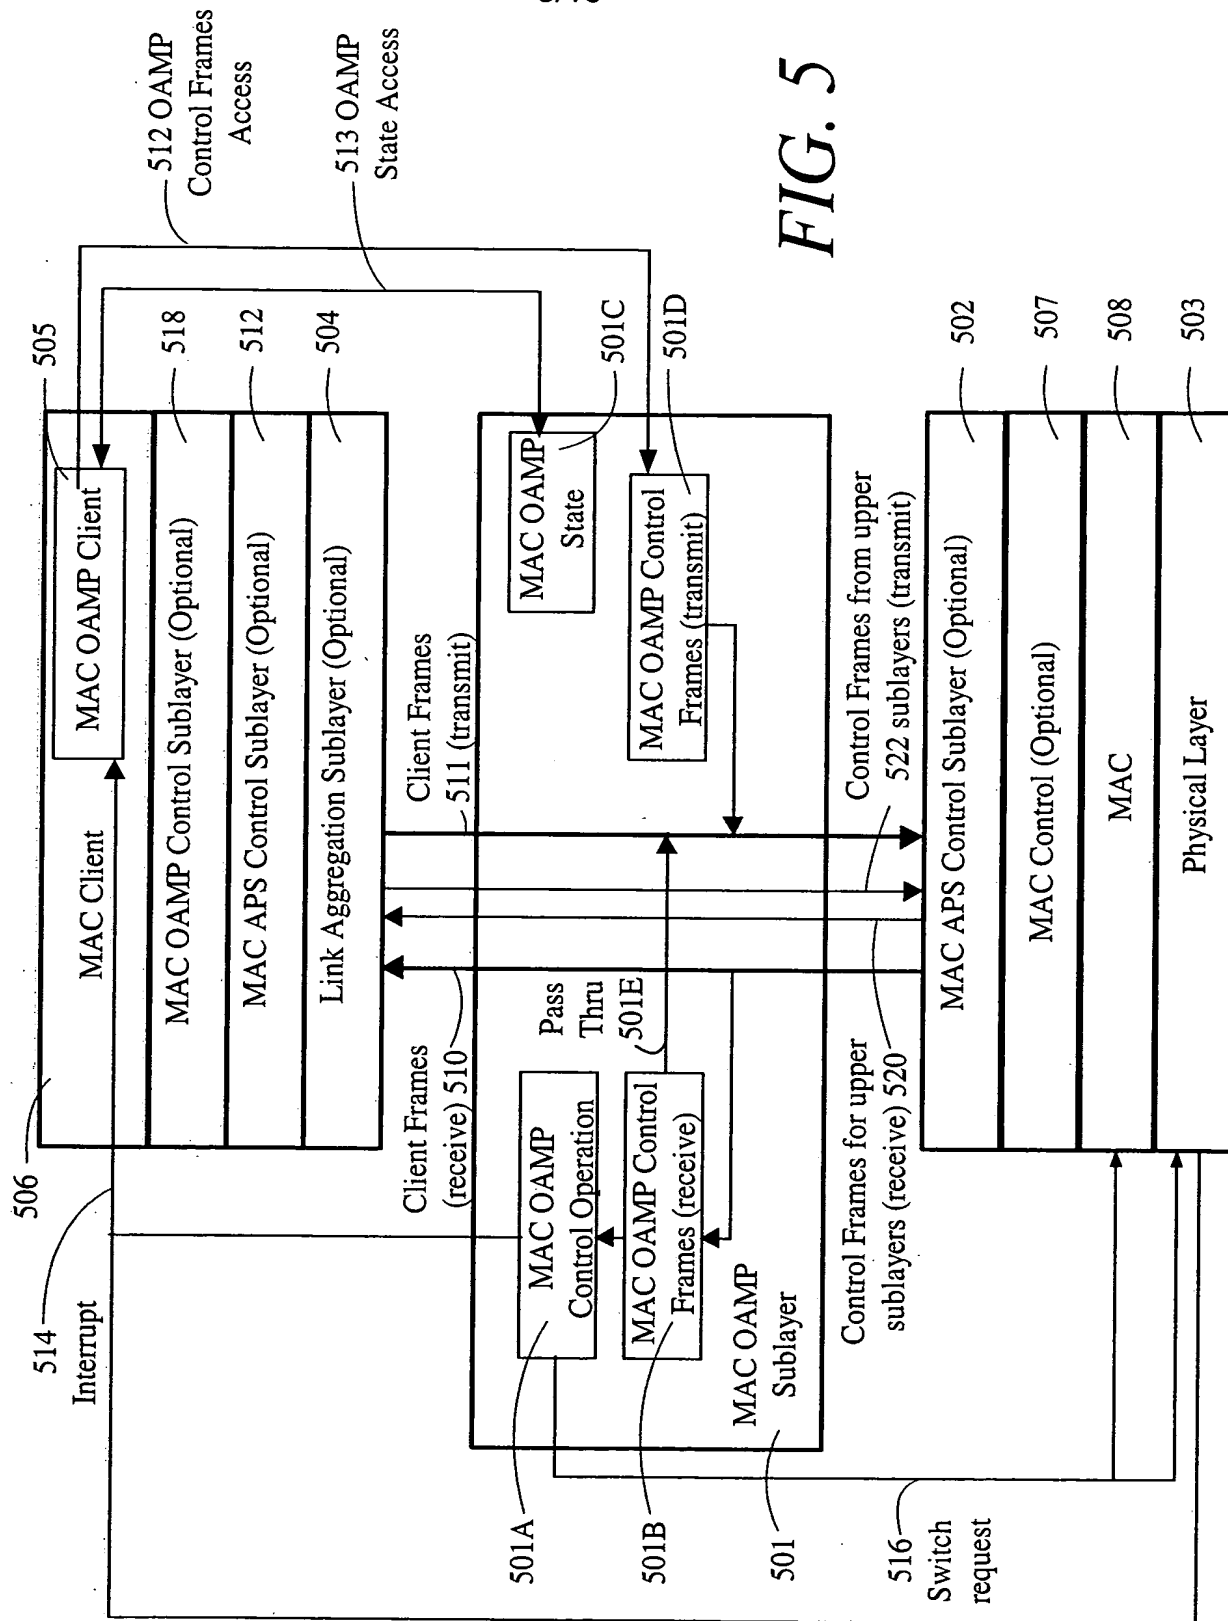 514
Interrupt
506
MAC Client
MAC OAMP Client
505
MAC OAMP Control Sublayer (Optional)
518
MAC APS Control Sublayer (Optional)
512
Link Aggregation Sublayer (Optional)
504
512 OAMP
Control Frames
Access
513 OAMP
State Access
Client Frames
(receive) 510
Client Frames
511 (transmit)
501A
MAC OAMP
Control Operation
501B
MAC OAMP Control
Frames (receive)
Pass
Thru
501E
MAC OAMP
State
501C
MAC OAMP Control
Frames (transmit)
501D
501
MAC OAMP
Sublayer
516
Switch
request
Control Frames for upper
sublayers (receive) 520
Control Frames from upper
522 sublayers (transmit)
MAC APS Control Sublayer (Optional)
502
MAC Control (Optional)
507
MAC
508
Physical Layer
503
FIG. 5